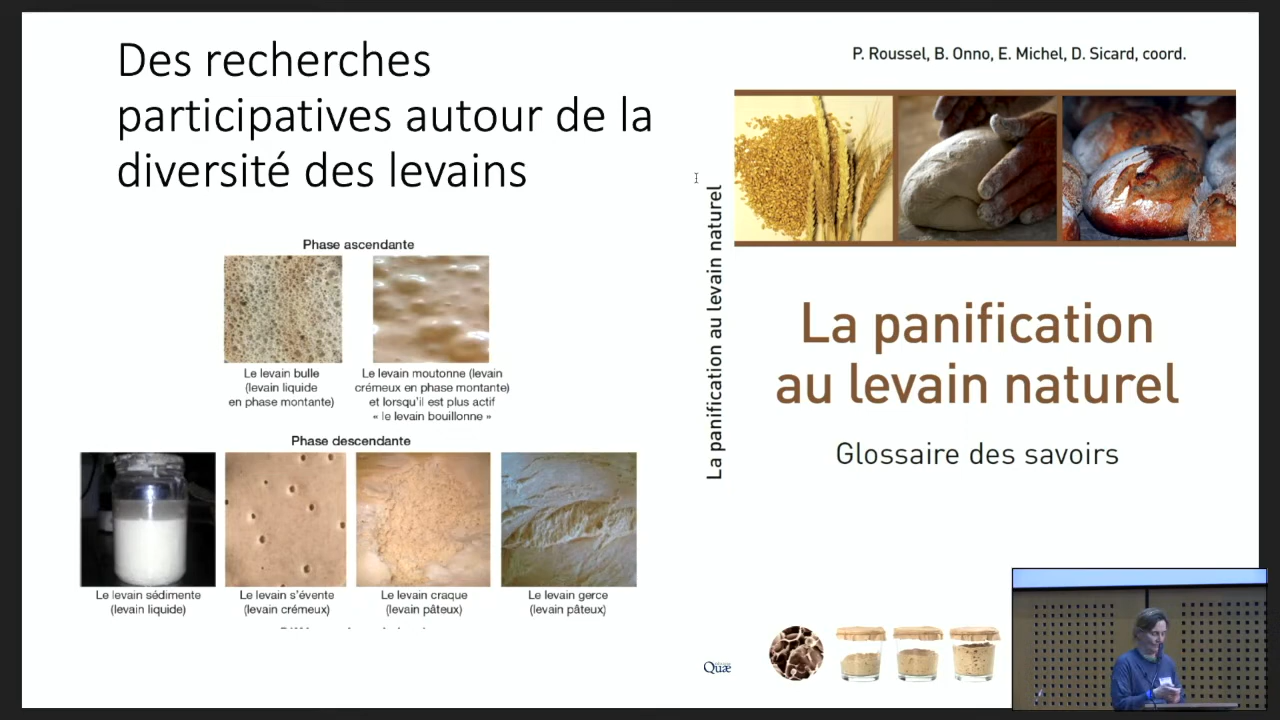 Des recherches
participatives autour de la
diversité des levains
Phase ascendante
Le levain bulle
(levain liquide
en phase montante)
Le levain moutonne (levain
crémeux en phase montante)
et lorsqu'il est plus actif
« le levain bouillonne »
Phase descendante
Le levain sédimente
(levain liquide)
Le levain s'évente
(levain crémeux)
Le levain craque
(levain pâteux)
Le levain gerce
(levain pâteux)
La panification au levain naturel
P. Roussel, B. Onno, E. Michel, D. Sicard, coord.
La panification
au levain naturel
Glossaire des savoirs
Quæ